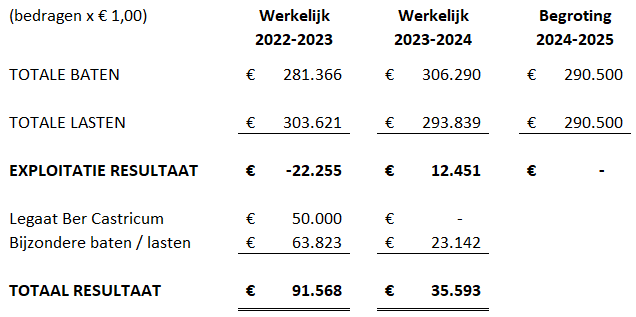 (bedragen x € 1,00) Werkelijk Werkelijk Begroting
2022-2023 2023-2024 2024-2025
TOTALE BATEN € 281.366 € 306.290 € 290.500
TOTALE LASTEN € 303.621 € 293.839 € 290.500
EXPLOITATIE RESULTAAT € -22.255 € 12.451 € -
Legaat Ber Castricum € 50.000 € -
Bijzondere baten / lasten € 63.823 € 23.142
TOTAAL RESULTAAT € 91.568 € 35.593